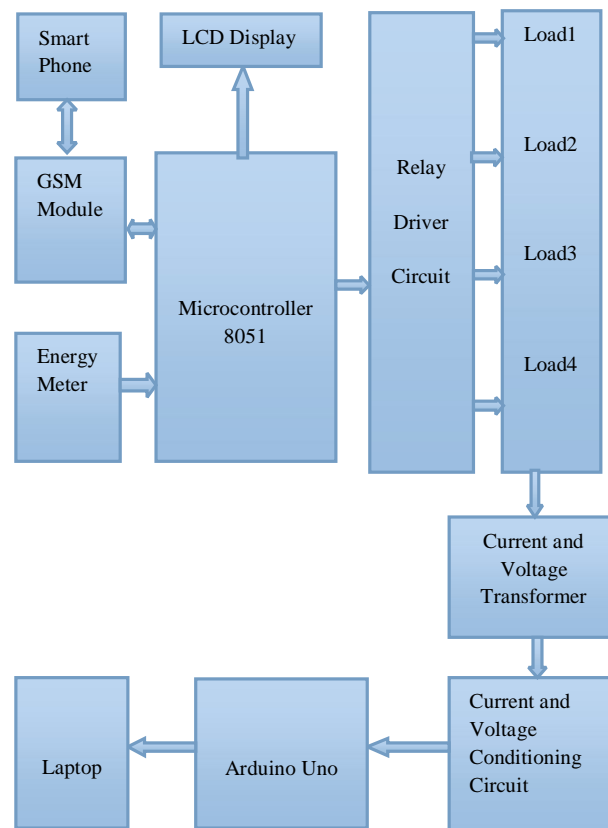 Smart
Phone
LCD Display
GSM
Module
Energy
Meter
Microcontroller
8051
Relay
Driver
Circuit
Load1
Load2
Load3
Load4
Current and
Voltage
Transformer
Current and
Voltage
Conditioning
Circuit
Arduino Uno
Laptop